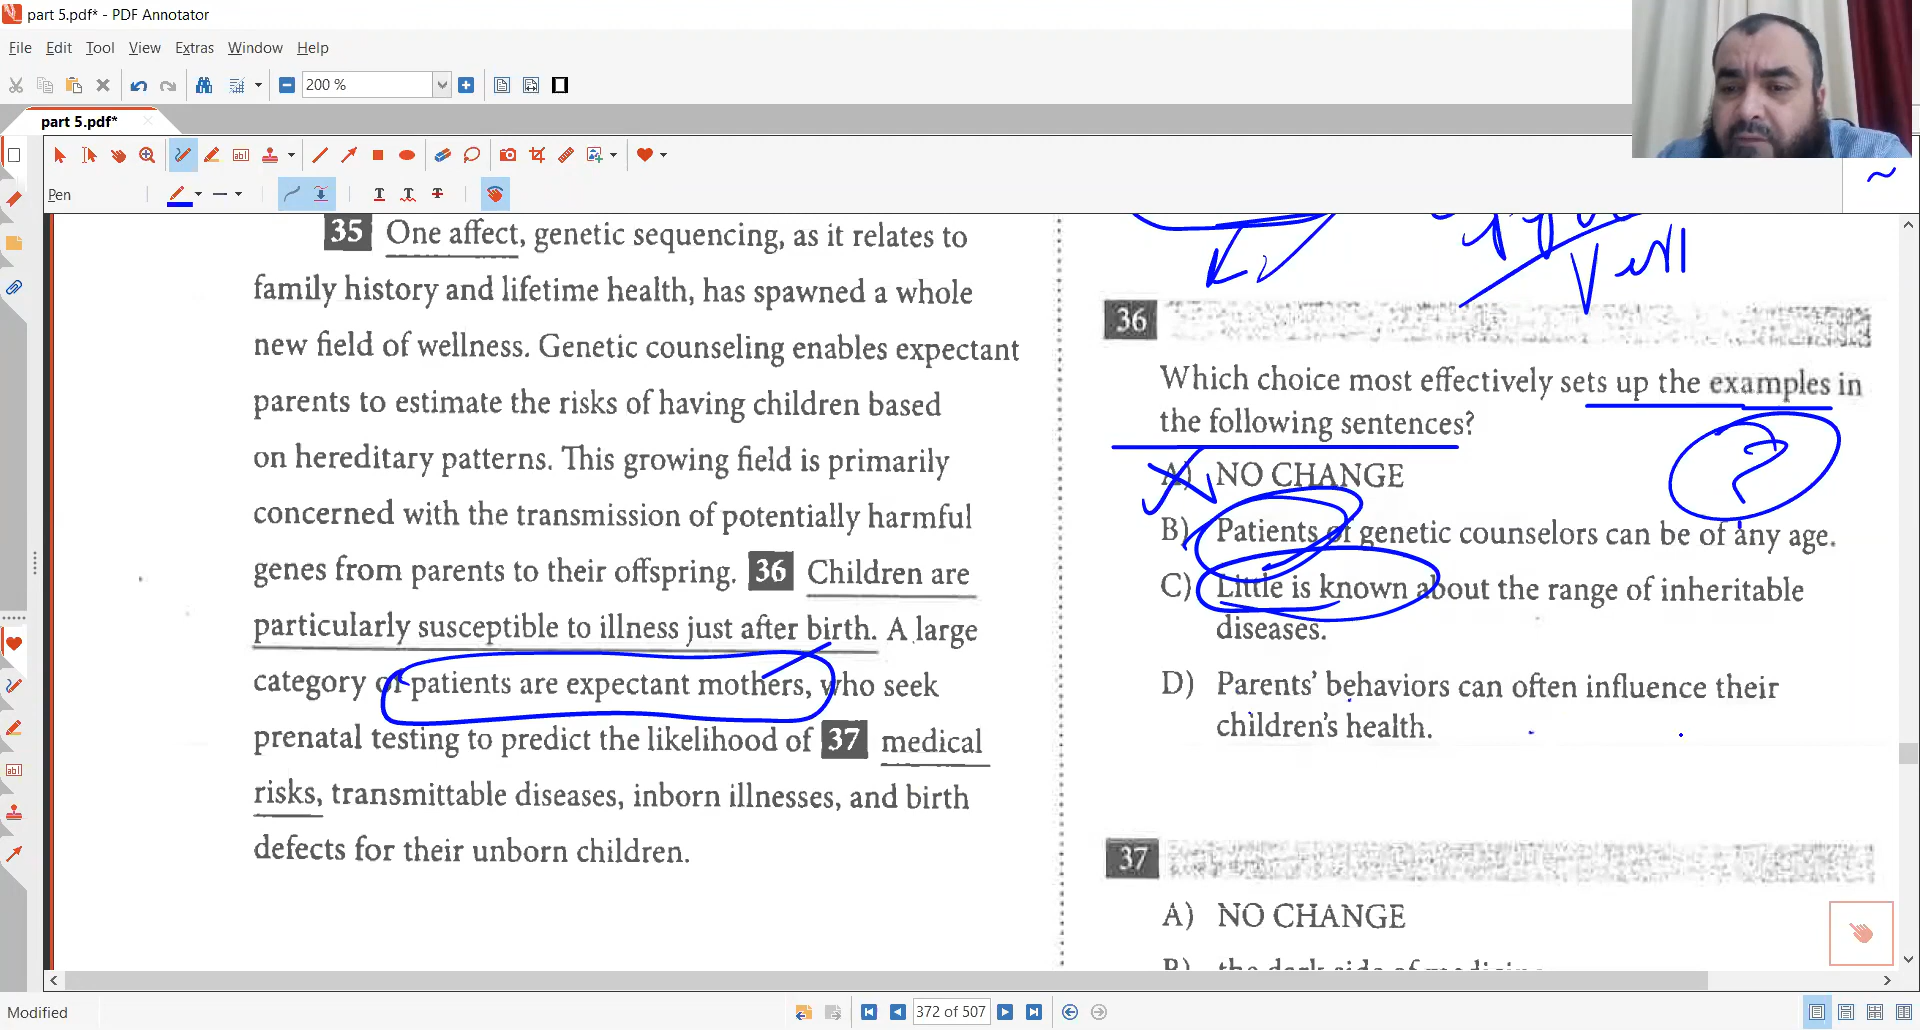 part 5.pdf* - PDF Annotator
File Edit Tool View Extras Window Help
200 %
part 5.pdf*
Pen
35 One affect, genetic sequencing, as it relates to
family history and lifetime health, has spawned a whole
new field of wellness. Genetic counseling enables expectant
parents to estimate the risks of having children based
on hereditary patterns. This growing field is primarily
concerned with the transmission of potentially harmful
genes from parents to their offspring. 36 Children are
particularly susceptible to illness just after birth. A large
category of patients are expectant mothers, who seek
prenatal testing to predict the likelihood of 37 medical
risks, transmittable diseases, inborn illnesses, and birth
defects for their unborn children.
36
Which choice most effectively sets up the examples in
the following sentences?
?
A) NO CHANGE
B) Patients of genetic counselors can be of any age.
C) Little is known about the range of inheritable
diseases.
D) Parents' behaviors can often influence their
children's health.
37
A) NO CHANGE
B) the dark side of medicine
Modified
372 of 507